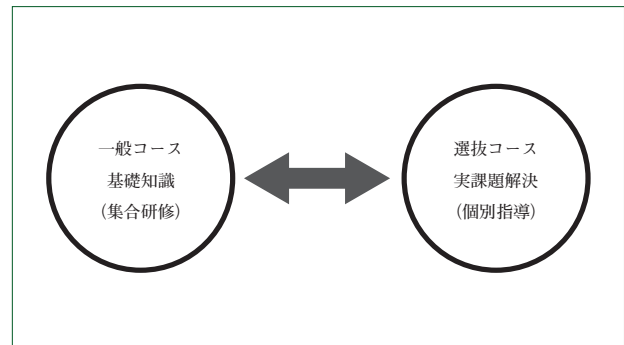 一般コース
基礎知識
(集合研修)
選抜コース
実課題解決
(個別指導)